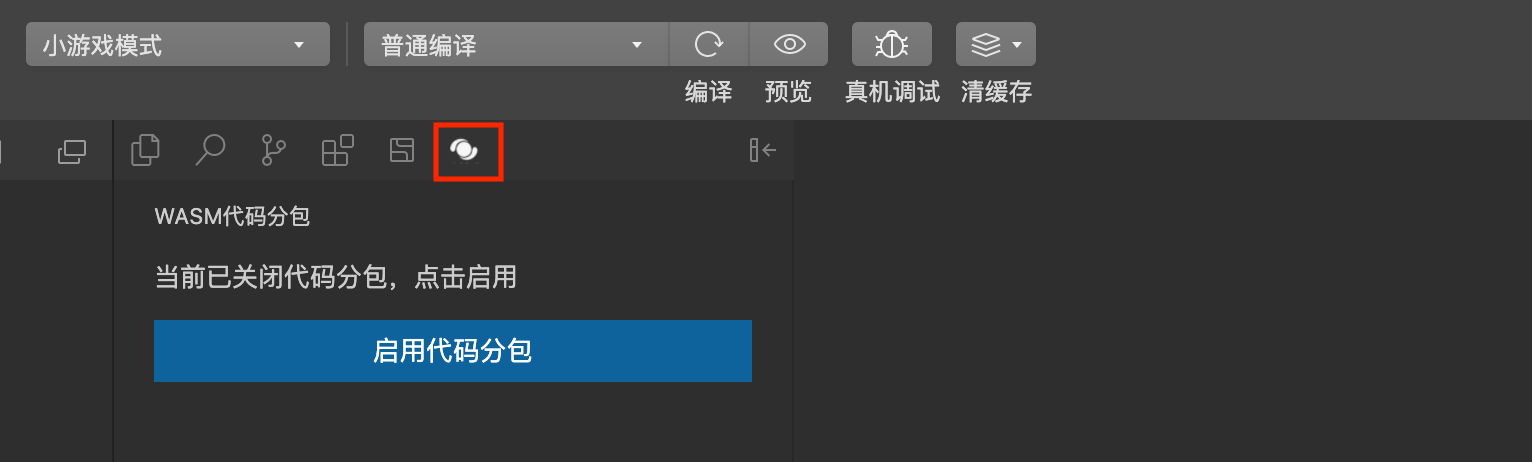 小游戏模式
普通编译
编译
预览
真机调试
清缓存
WASM代码分包
当前已关闭代码分包，点击启用
启用代码分包